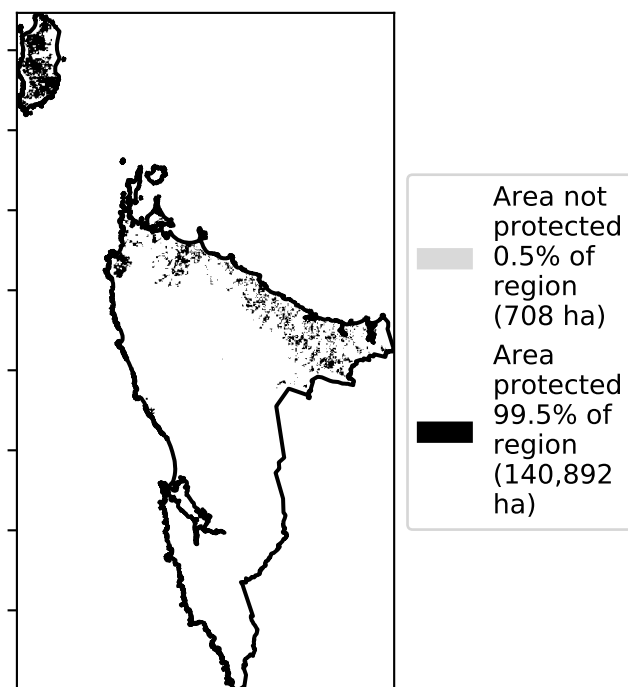 Area not
protected
0.5% of
region
(708 ha)
Area
protected
99.5% of
region
(140,892
ha)